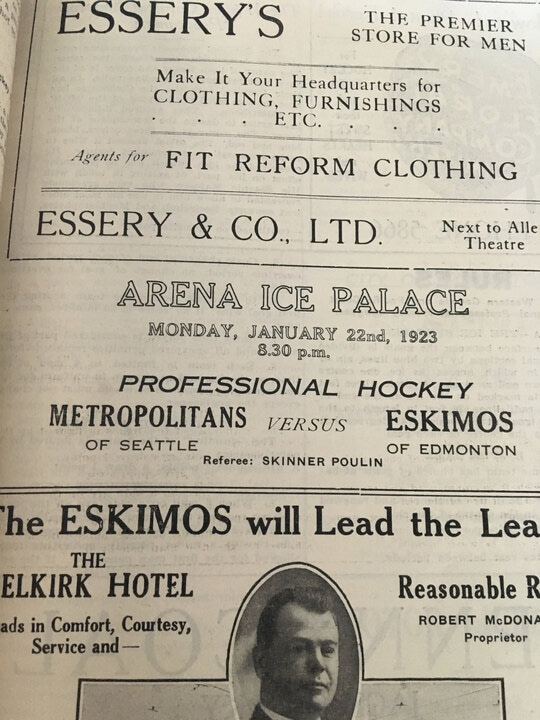 ESSERY'S
THE PREMIER
STORE FOR MEN
Make It Your Headquarters for
CLOTHING, FURNISHINGS
. . . ETC. . . .
Agents for FIT REFORM CLOTHING
ESSERY & CO., LTD.
Next to Alle
Theatre
ARENA ICE PALACE
MONDAY, JANUARY 22nd, 1923
8.30 p.m.
PROFESSIONAL HOCKEY
METROPOLITANS VERSUS ESKIMOS
OF SEATTLE
OF EDMONTON
Referee: SKINNER POULIN
The ESKIMOS will Lead the Lea
THE
ELKIRK HOTEL
ads in Comfort, Courtesy,
Service and—
Reasonable R
ROBERT McDONA
Proprietor